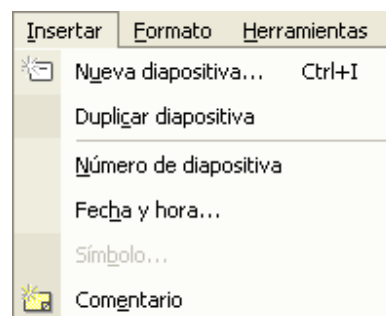 Insertar Formato Herramientas
Nueva diapositiva... Ctrl+I
Duplicar diapositiva
Número de diapositiva
Fecha y hora...
Símbolo...
Comentario